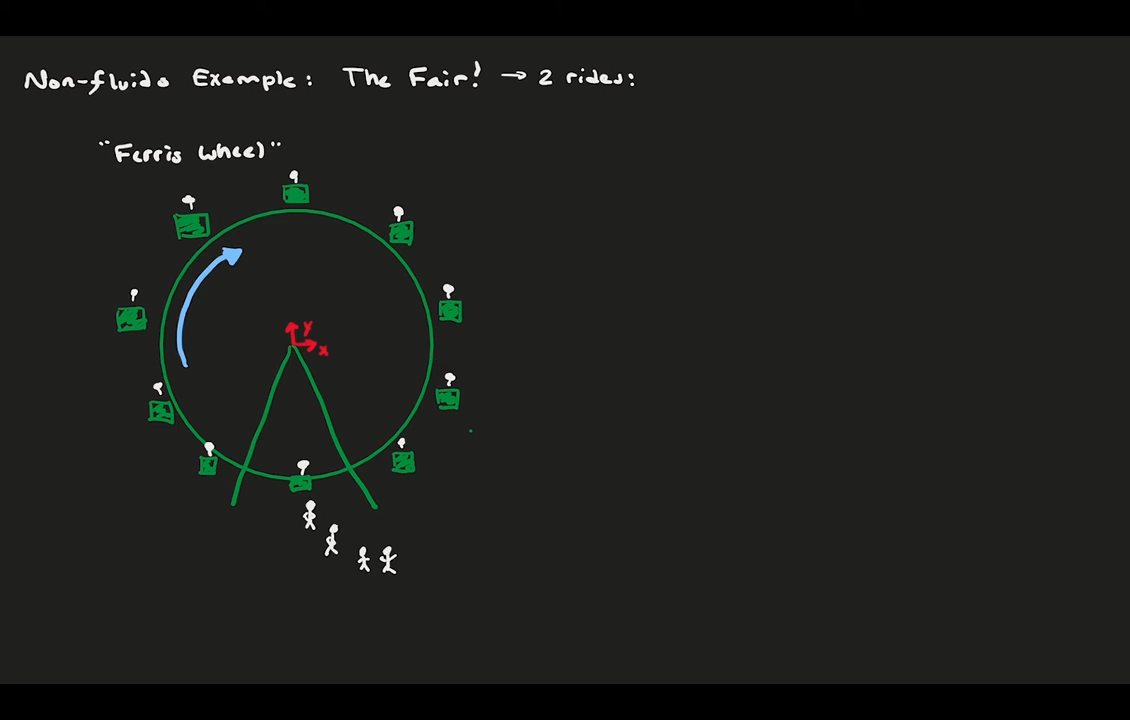 Non-fluids Example: The Fair! → 2 rides:
"Ferris wheel"
y
x